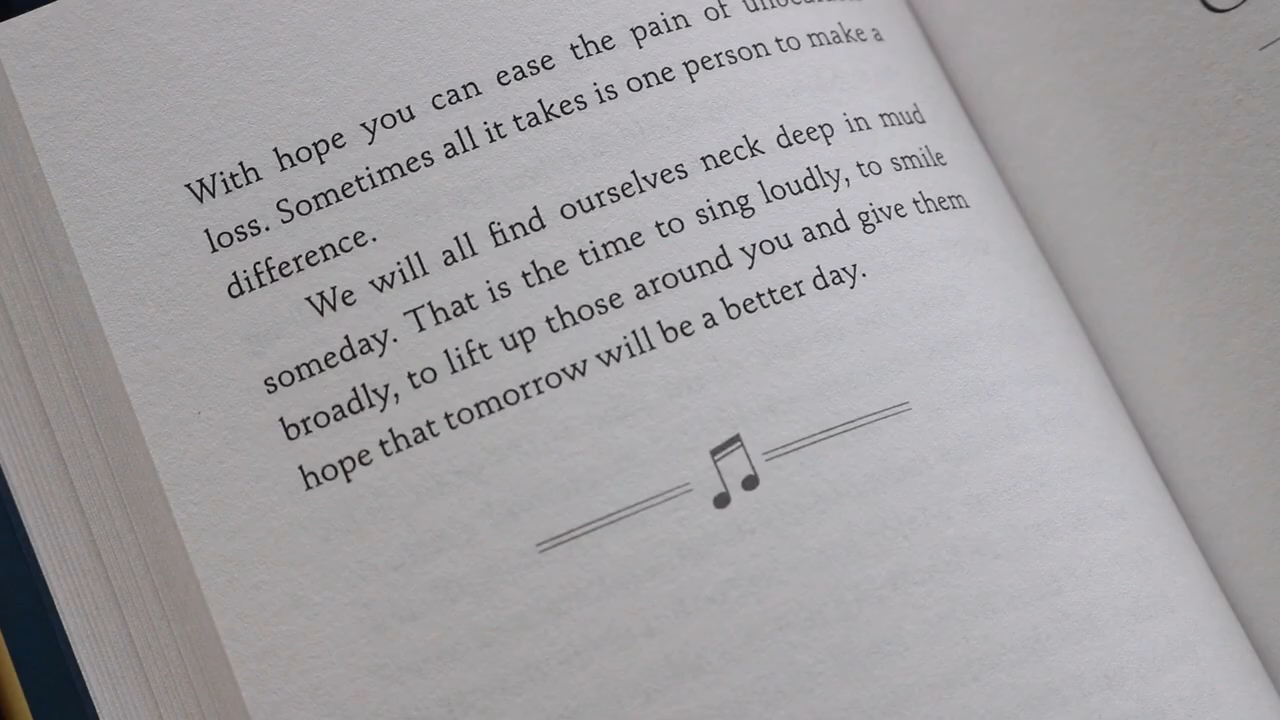 With hope you can ease the pain of
loss. Sometimes all it takes is one person to make a
difference.
We will all find ourselves neck deep in mud
someday. That is the time to sing loudly, to smile
broadly, to lift up those around you and give them
hope that tomorrow will be a better day.